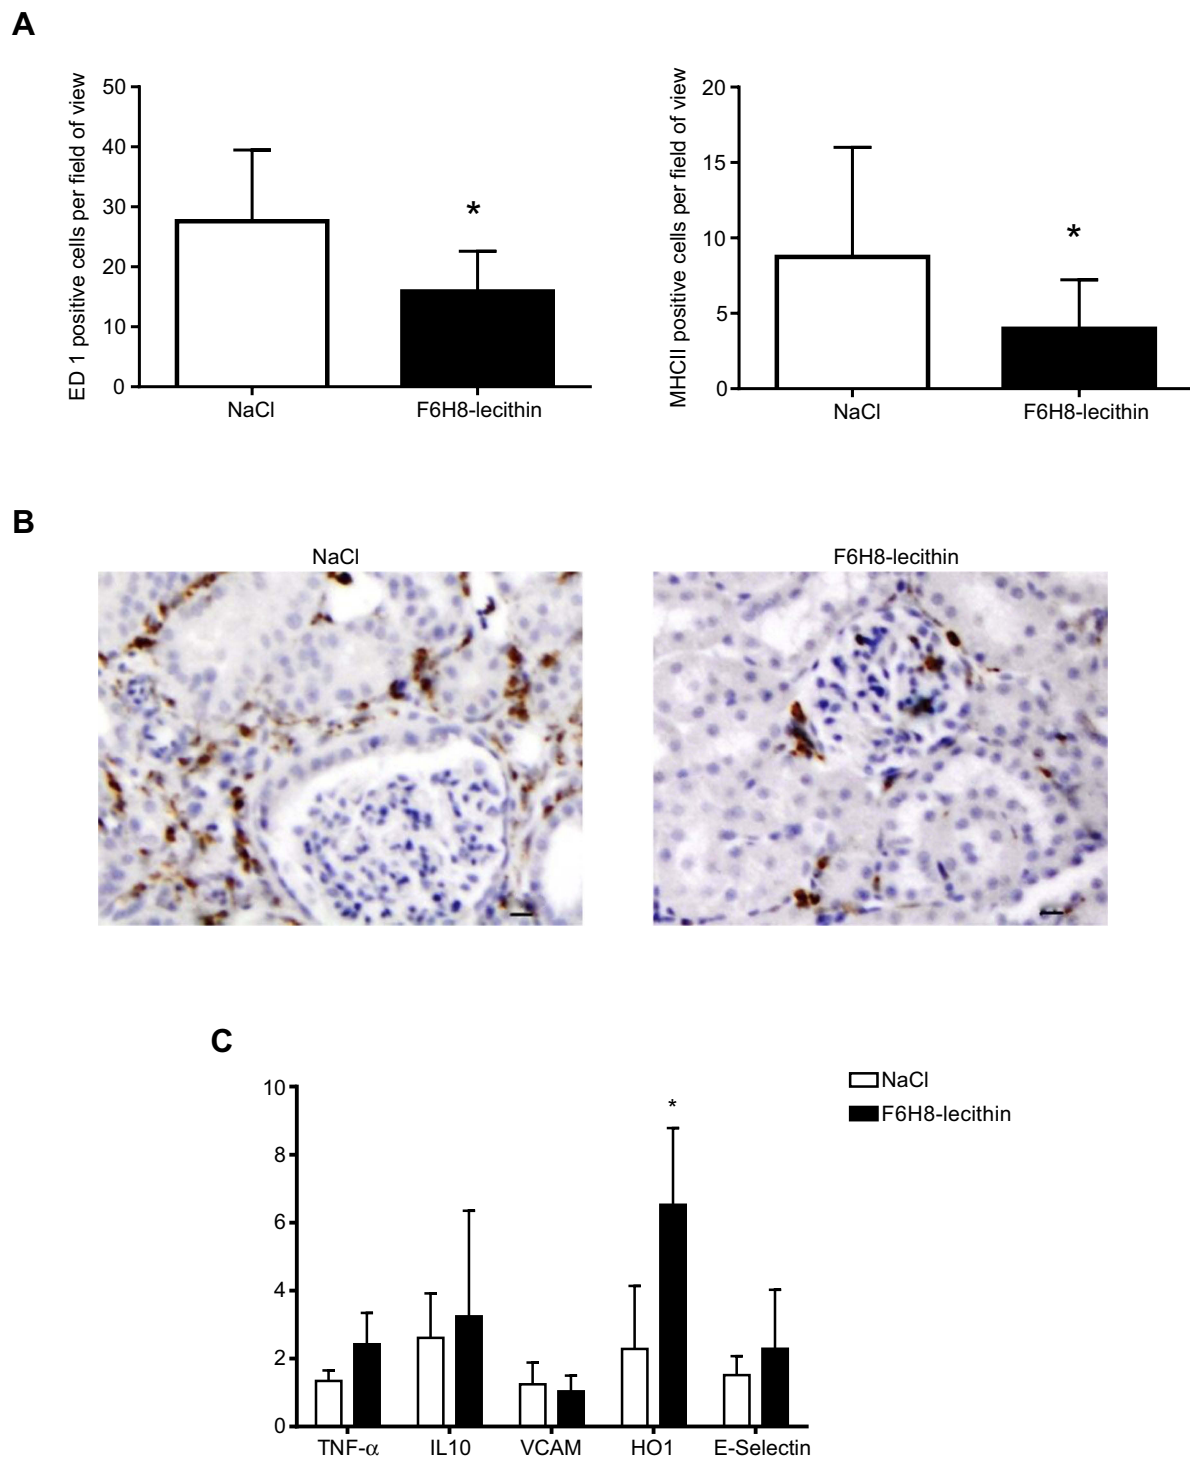 A
ED 1 positive cells per field of view
50
40
30
20
10
0
*
NaCl
F6H8-lecithin
MHCII positive cells per field of view
20
15
10
5
0
*
NaCl
F6H8-lecithin
B
NaCl
F6H8-lecithin
C
10
8
6
4
2
0
*
TNF-α
IL10
VCAM
HO1
E-Selectin
NaCl
F6H8-lecithin